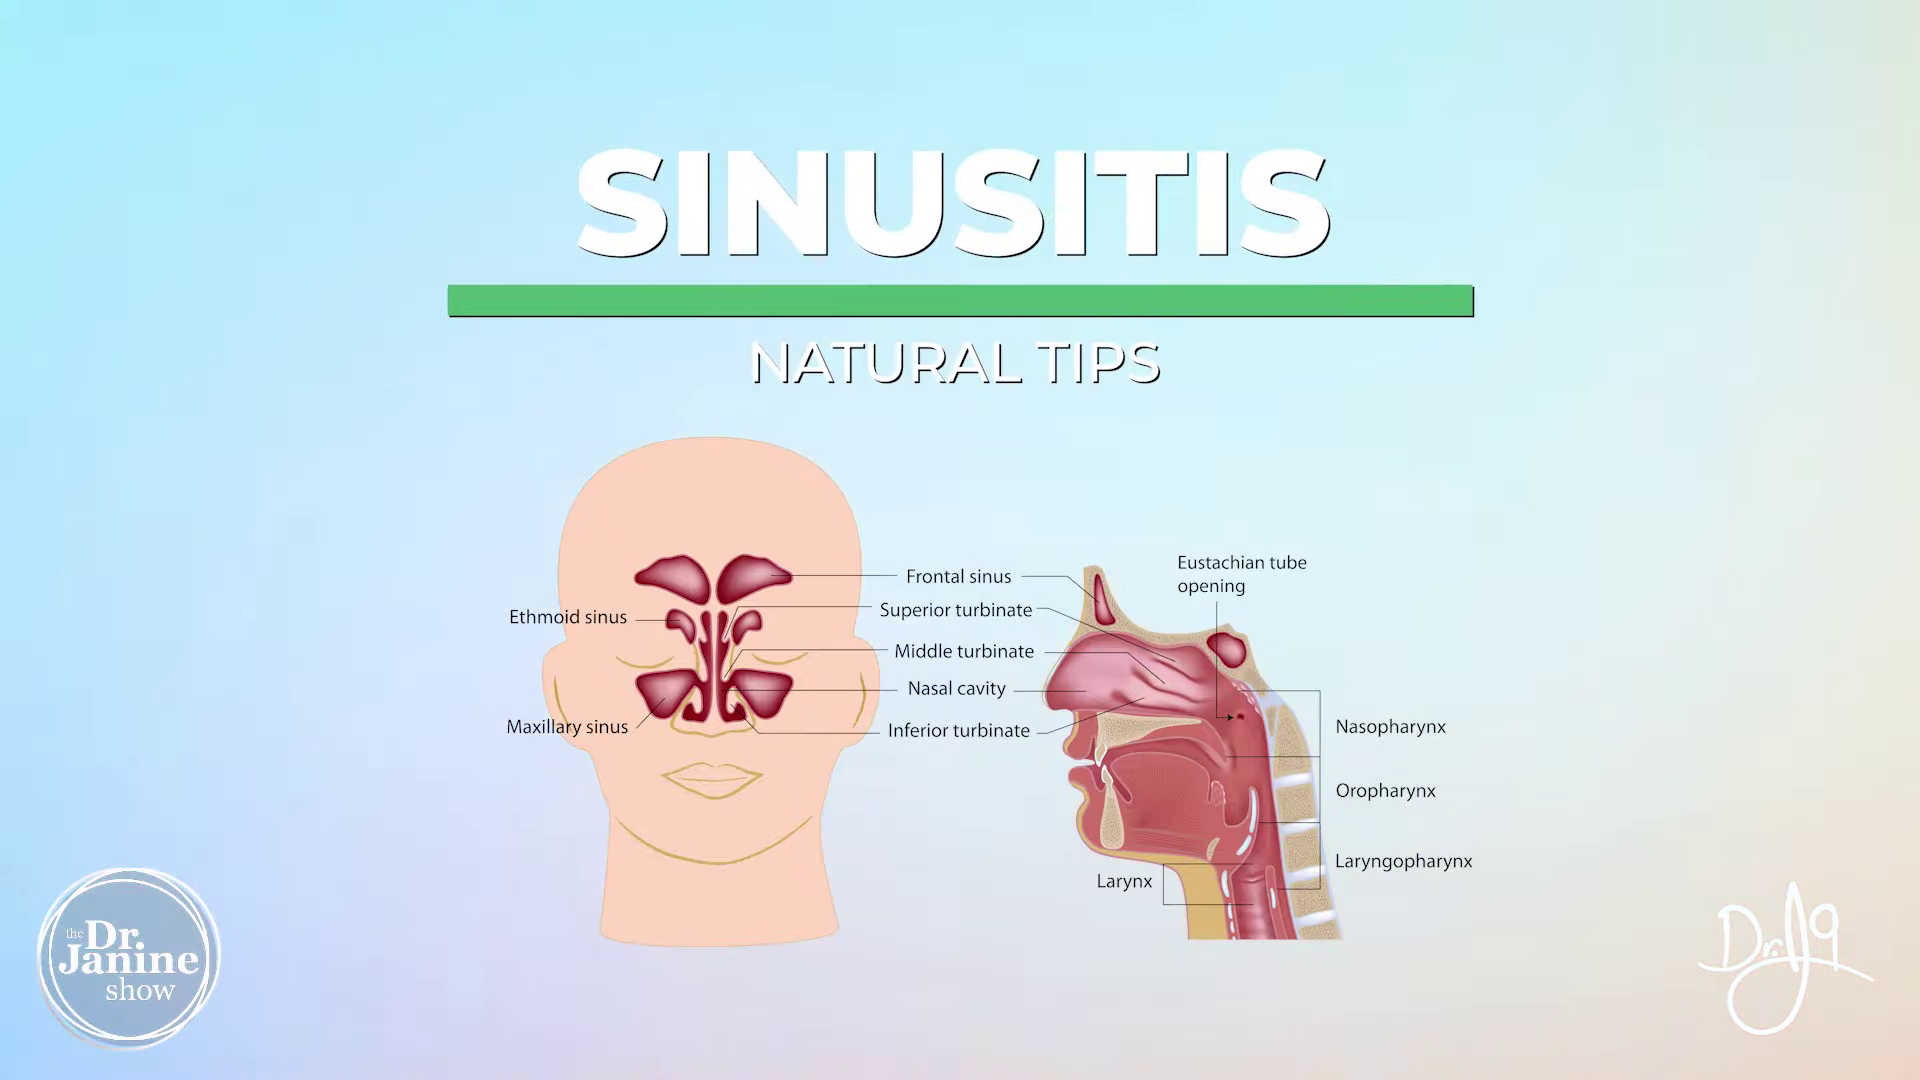 SINUSITIS
NATURAL TIPS
Eustachian tube
opening
Frontal sinus
Superior turbinate
Ethmoid sinus
Middle turbinate
Nasal cavity
Maxillary sinus
Inferior turbinate
Nasopharynx
Oropharynx
Laryngopharynx
Larynx
the Dr.
Janine
show